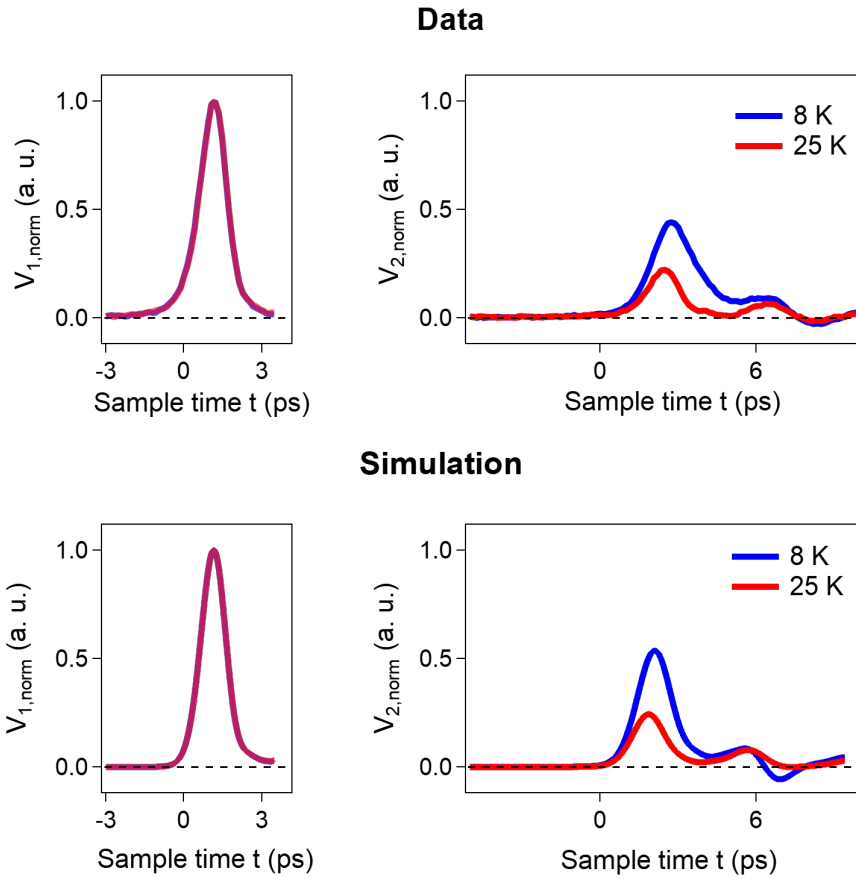 Data
V1,norm (a. u.)
1.0
0.5
0.0
-3
0
3
Sample time t (ps)
V2,norm (a. u.)
1.0
0.5
0.0
8 K
25 K
0
6
Sample time t (ps)
Simulation
V1,norm (a. u.)
1.0
0.5
0.0
-3
0
3
Sample time t (ps)
V2,norm (a. u.)
1.0
0.5
0.0
8 K
25 K
0
6
Sample time t (ps)